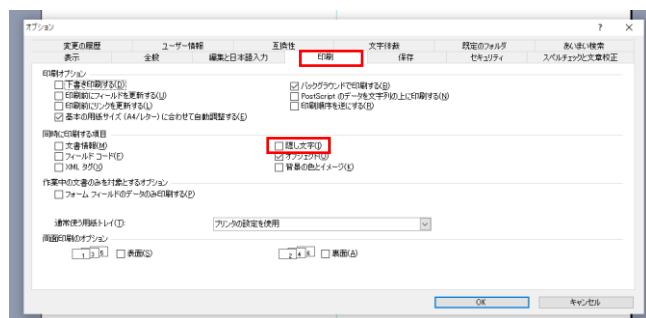 オプション ? ×
変更の履歴 ユーザー情報 互換性 文字体裁 既定のフォルダ あいまい検索
表示 全般 編集と日本語入力 印刷 保存 セキュリティ スペルチェックと文章校正
印刷オプション
下書き印刷する(D) バックグラウンドで印刷する(B)
印刷前にフィールドを更新する(U) PostScript のデータを文字列の上に印刷する(N)
印刷前にリンクを更新する(L) 印刷順序を逆にする(R)
基本の用紙サイズ (A4/レター) に合わせて自動調整する(E)
同時に印刷する項目
文書情報(M) 隠し文字(I)
フィールド コード(F) オブジェクト(O)
XML タグ(X) 背景の色とイメージ(K)
作業中の文書のみを対象とするオプション
フォーム フィールドのデータのみ印刷する(P)
通常使う用紙トレイ(T): プリンタの設定を使用
両面印刷のオプション
1 3 5 表面(S) 2 4 6 裏面(A)
OK キャンセル